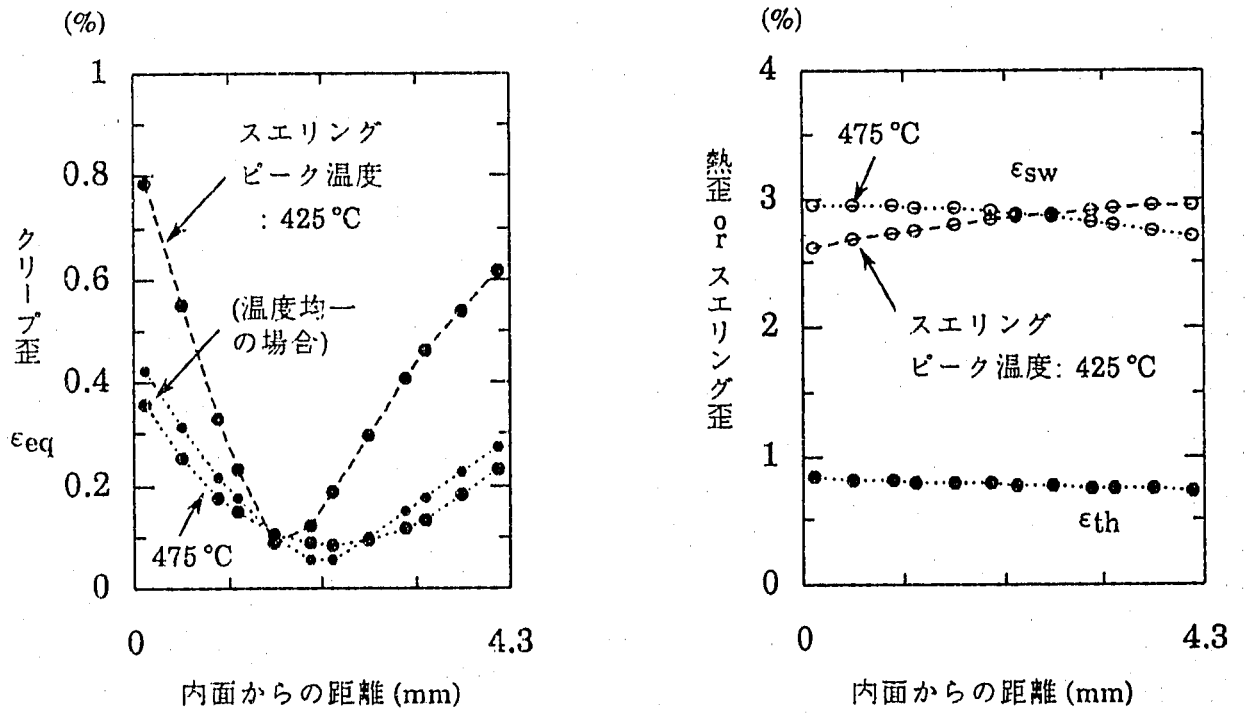 (%)
1
0.8
0.6
0.4
0.2
0
クリープ歪
εeq
スエリング
ピーク温度
: 425℃
(温度均一
の場合)
475℃
0
4.3
内面からの距離(mm)
(%)
4
3
2
1
0
熱歪 or スエリング歪
475℃
εsw
スエリング
ピーク温度: 425℃
εth
0
4.3
内面からの距離(mm)